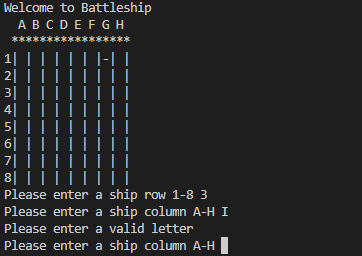 Welcome to Battleship
  A B C D E F G H
 *****************
1| | | | | | |-| |
2| | | | | | | | |
3| | | | | | | | |
4| | | | | | | | |
5| | | | | | | | |
6| | | | | | | | |
7| | | | | | | | |
8| | | | | | | | |
Please enter a ship row 1-8 3
Please enter a ship column A-H I
Please enter a valid letter
Please enter a ship column A-H